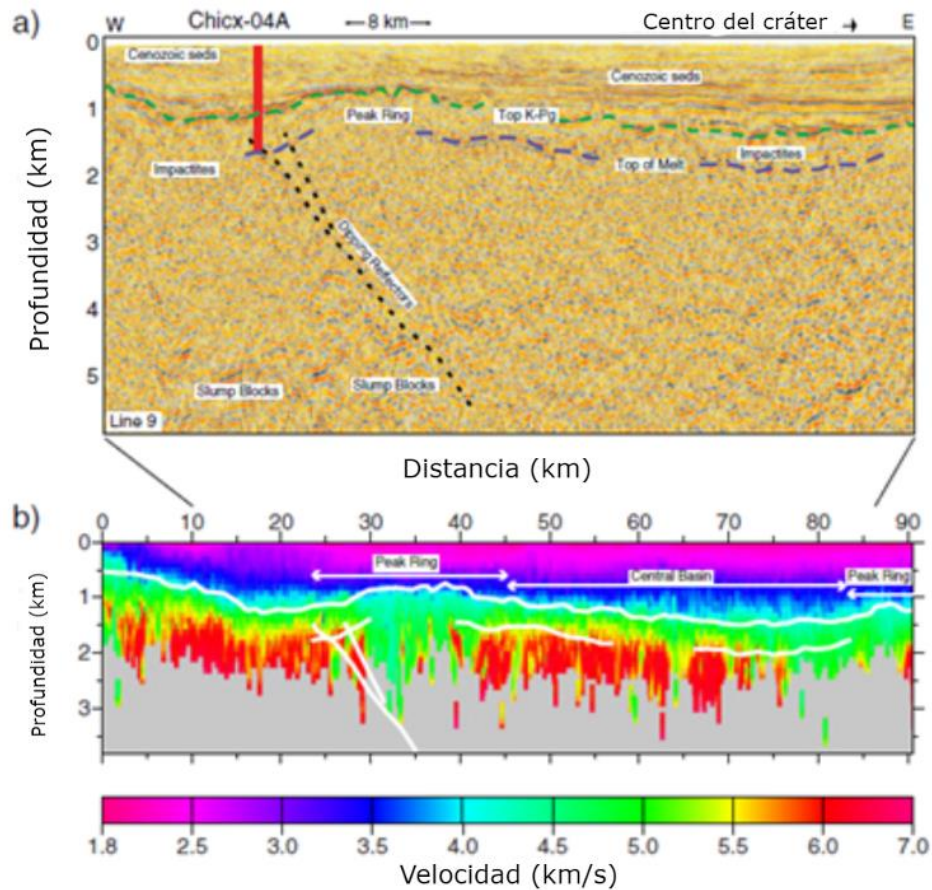 a)
W
Chicx-04A
8 km
Centro del cráter
E
0
1
2
3
4
5
Profundidad (km)
Cenozoic seds
Cenozoic seds
Peak Ring
Top K-Pg
Impactites
Top of Melt
Impactites
Dipping Reflectors
Slump Blocks
Slump Blocks
Line 9
Distancia (km)
b)
0 10 20 30 40 50 60 70 80 90
0
1
2
3
Profundidad (km)
Peak Ring
Central Basin
Peak Ring
1.8 2.5 3.0 3.5 4.0 4.5 5.0 5.5 6.0 7.0
Velocidad (km/s)